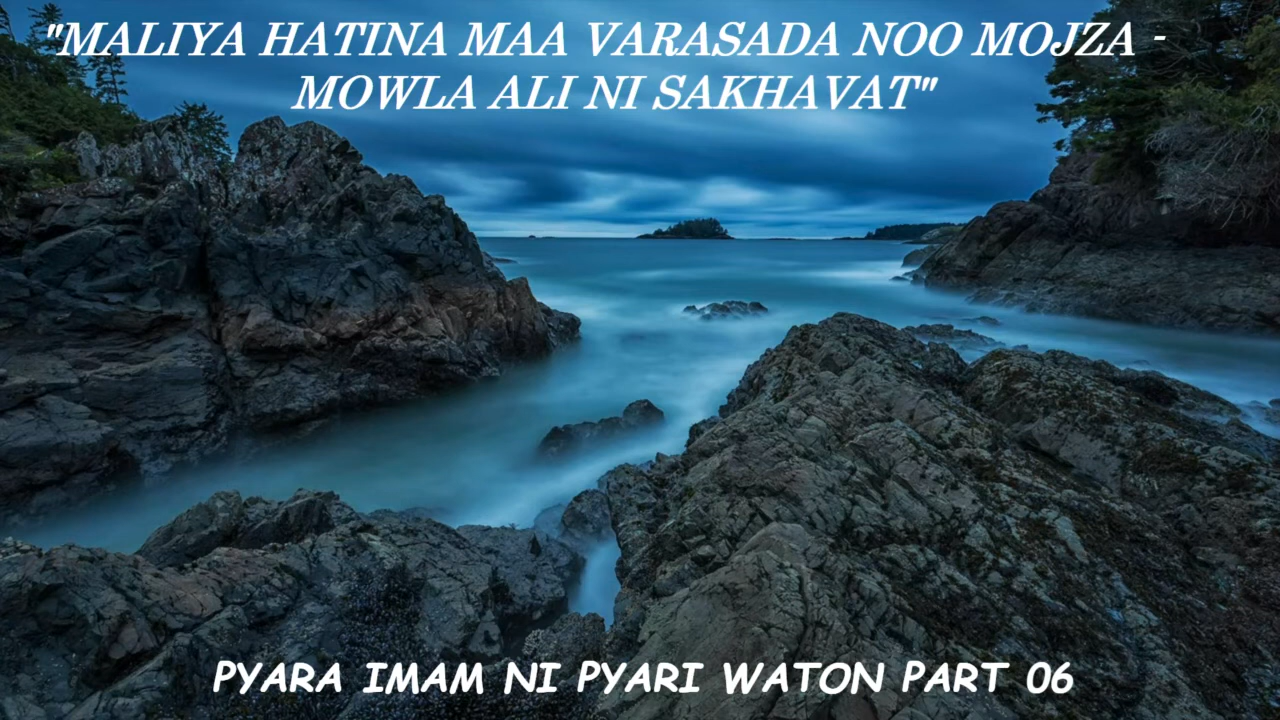 "MALIYA HATINA MAA VARASADA NOO MOJZA -
MOWLA ALI NI SAKHAVAT"
PYARA IMAM NI PYARI WATON PART 06